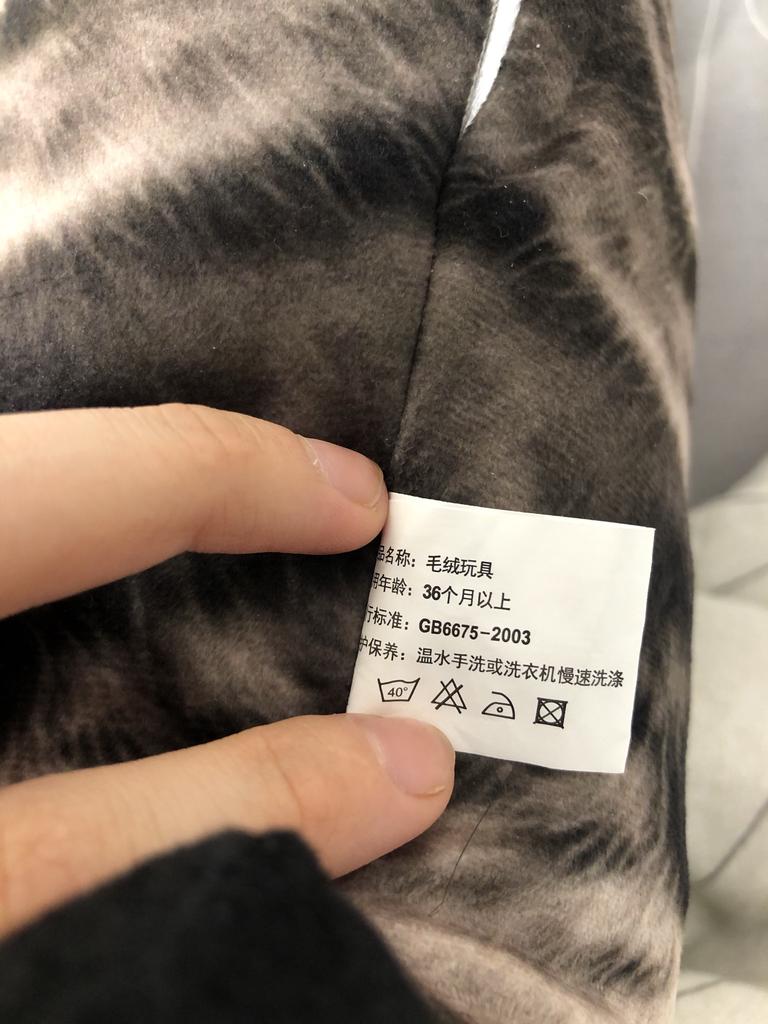 品名称：毛绒玩具
用年龄：36个月以上
行标准：GB6675-2003
护保养：温水手洗或洗衣机慢速洗涤
40°